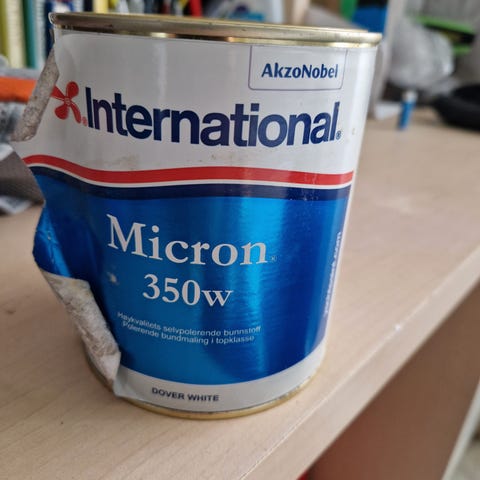 AkzoNobel
International®
Micron®
350w
Høykvalitets selvpolerende bunnstoff
Polerende bundmaling i topklasse
DOVER WHITE